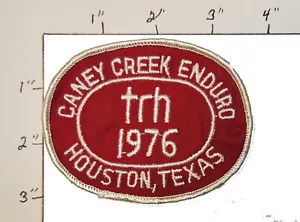 1" 2" 3" 4"
1"
2"
3"
CANEY CREEK ENDURO
trh
1976
HOUSTON, TEXAS